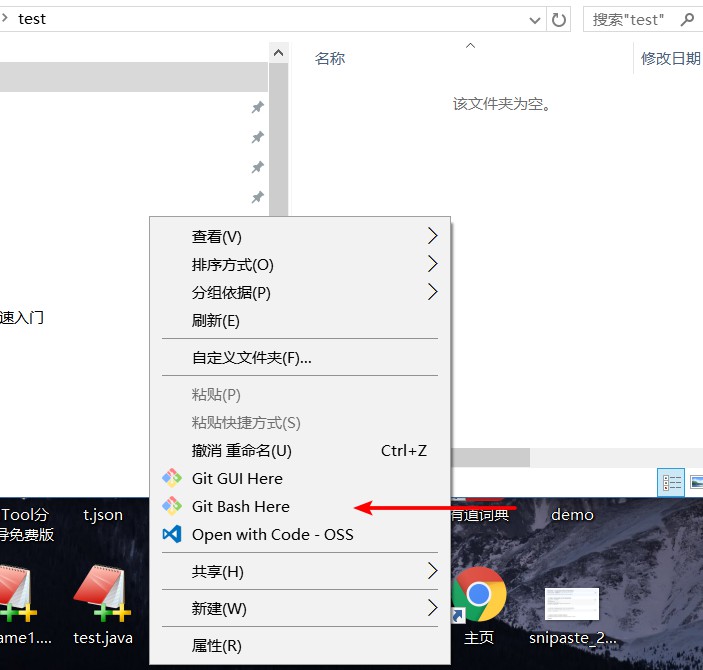 test
搜索"test"
名称
修改日期
该文件夹为空。
查看(V)
排序方式(O)
分组依据(P)
速入门
刷新(E)
自定义文件夹(F)...
粘贴(P)
粘贴快捷方式(S)
撤消 重命名(U) Ctrl+Z
Git GUI Here
Git Bash Here
Open with Code - OSS
共享(H)
新建(W)
属性(R)
Tool分
导免费版
t.json
有道词典
demo
ame1....
test.java
主页
snipaste_2...